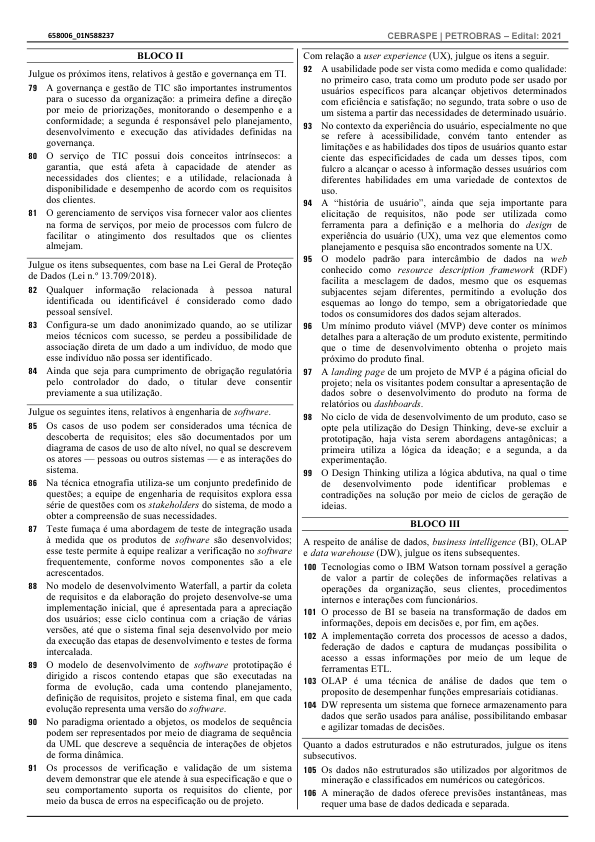 658006_01N588237
CEBRASPE | PETROBRAS – Edital: 2021
BLOCO II
Julgue os próximos itens, relativos à gestão e governança em TI.
79 A governança e gestão de TIC são importantes instrumentos
para o sucesso da organização: a primeira define a direção
por meio de priorizações, monitorando o desempenho e a
conformidade; a segunda é responsável pelo planejamento,
desenvolvimento e execução das atividades definidas na
governança.
80 O serviço de TIC possui dois conceitos intrínsecos: a
garantia, que está afeta à capacidade de atender as
necessidades dos clientes; e a utilidade, relacionada à
disponibilidade e desempenho de acordo com os requisitos
dos clientes.
81 O gerenciamento de serviços visa fornecer valor aos clientes
na forma de serviços, por meio de processos com fulcro de
facilitar o atingimento dos resultados que os clientes
almejam.
Julgue os itens subsequentes, com base na Lei Geral de Proteção
de Dados (Lei n.º 13.709/2018).
82 Qualquer informação relacionada à pessoa natural
identificada ou identificável é considerado como dado
pessoal sensível.
83 Configura-se um dado anonimizado quando, ao se utilizar
meios técnicos com sucesso, se perdeu a possibilidade de
associação direta de um dado a um indivíduo, de modo que
esse indivíduo não possa ser identificado.
84 Ainda que seja para cumprimento de obrigação regulatória
pelo controlador do dado, o titular deve consentir
previamente a sua utilização.
Julgue os seguintes itens, relativos à engenharia de software.
85 Os casos de uso podem ser considerados uma técnica de
descoberta de requisitos; eles são documentados por um
diagrama de casos de uso de alto nível, no qual se descrevem
os atores — pessoas ou outros sistemas — e as interações do
sistema.
86 Na técnica etnografia utiliza-se um conjunto predefinido de
questões; a equipe de engenharia de requisitos explora essa
série de questões com os stakeholders do sistema, de modo a
obter a compreensão de suas necessidades.
87 Teste fumaça é uma abordagem de teste de integração usada
à medida que os produtos de software são desenvolvidos;
esse teste permite à equipe realizar a verificação no software
frequentemente, conforme novos componentes são a ele
acrescentados.
88 No modelo de desenvolvimento Waterfall, a partir da coleta
de requisitos e da elaboração do projeto desenvolve-se uma
implementação inicial, que é apresentada para a apreciação
dos usuários; esse ciclo continua com a criação de várias
versões, até que o sistema final seja desenvolvido por meio
da execução das etapas de desenvolvimento e testes de forma
intercalada.
89 O modelo de desenvolvimento de software prototipação é
dirigido a riscos contendo etapas que são executadas na
forma de evolução, cada uma contendo planejamento,
definição de requisitos, projeto e sistema final, em que cada
evolução representa uma versão do software.
90 No paradigma orientado a objetos, os modelos de sequência
podem ser representados por meio de diagrama de sequência
da UML que descreve a sequência de interações de objetos
de forma dinâmica.
91 Os processos de verificação e validação de um sistema
devem demonstrar que ele atende à sua especificação e que o
seu comportamento suporta os requisitos do cliente, por
meio da busca de erros na especificação ou de projeto.
Com relação a user experience (UX), julgue os itens a seguir.
92 A usabilidade pode ser vista como medida e como qualidade:
no primeiro caso, trata como um produto pode ser usado por
usuários específicos para alcançar objetivos determinados
com eficiência e satisfação; no segundo, trata sobre o uso de
um sistema a partir das necessidades de determinado usuário.
93 No contexto da experiência do usuário, especialmente no que
se refere à acessibilidade, convém tanto entender as
limitações e as habilidades dos tipos de usuários quanto estar
ciente das especificidades de cada um desses tipos, com
fulcro a alcançar o acesso à informação desses usuários com
diferentes habilidades em uma variedade de contextos de
uso.
94 A “história de usuário”, ainda que seja importante para
elicitação de requisitos, não pode ser utilizada como
ferramenta para a definição e a melhoria do design de
experiência do usuário (UX), uma vez que elementos como
planejamento e pesquisa são encontrados somente na UX.
95 O modelo padrão para intercâmbio de dados na web
conhecido como resource description framework (RDF)
facilita a mesclagem de dados, mesmo que os esquemas
subjacentes sejam diferentes, permitindo a evolução dos
esquemas ao longo do tempo, sem a obrigatoriedade que
todos os consumidores dos dados sejam alterados.
96 Um mínimo produto viável (MVP) deve conter os mínimos
detalhes para a alteração de um produto existente, permitindo
que o time de desenvolvimento obtenha o projeto mais
próximo do produto final.
97 A landing page de um projeto de MVP é a página oficial do
projeto; nela os visitantes podem consultar a apresentação de
dados sobre o desenvolvimento do produto na forma de
relatórios ou dashboards.
98 No ciclo de vida de desenvolvimento de um produto, caso se
opte pela utilização do Design Thinking, deve-se excluir a
prototipação, haja vista serem abordagens antagônicas; a
primeira utiliza a lógica da ideação; e a segunda, a da
experimentação.
99 O Design Thinking utiliza a lógica abdutiva, na qual o time
de desenvolvimento pode identificar problemas e
contradições na solução por meio de ciclos de geração de
ideias.
BLOCO III
A respeito de análise de dados, business intelligence (BI), OLAP
e data warehouse (DW), julgue os itens subsequentes.
100 Tecnologias como o IBM Watson tornam possível a geração
de valor a partir de coleções de informações relativas a
operações da organização, seus clientes, procedimentos
internos e interações com funcionários.
101 O processo de BI se baseia na transformação de dados em
informações, depois em decisões e, por fim, em ações.
102 A implementação correta dos processos de acesso a dados,
federação de dados e captura de mudanças possibilita o
acesso a essas informações por meio de um leque de
ferramentas ETL.
103 OLAP é uma técnica de análise de dados que tem o
proposito de desempenhar funções empresariais cotidianas.
104 DW representa um sistema que fornece armazenamento para
dados que serão usados para análise, possibilitando embasar
e agilizar tomadas de decisões.
Quanto a dados estruturados e não estruturados, julgue os itens
subsecutivos.
105 Os dados não estruturados são utilizados por algoritmos de
mineração e classificados em numéricos ou categóricos.
106 A mineração de dados oferece previsões instantâneas, mas
requer uma base de dados dedicada e separada.